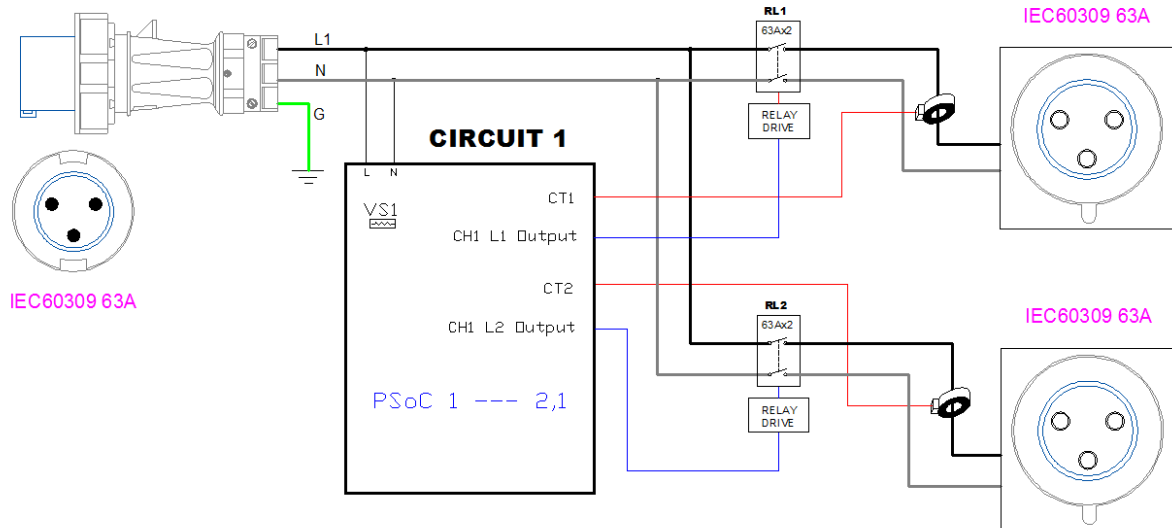 IEC60309 63A
RL1
63Ax2
L1
N
G
RELAY
DRIVE
CIRCUIT 1
L N
VS1
CT1
CH1 L1 Output
CT2
CH1 L2 Output
PSoC 1 --- 2,1
IEC60309 63A
RL2
63Ax2
RELAY
DRIVE
IEC60309 63A